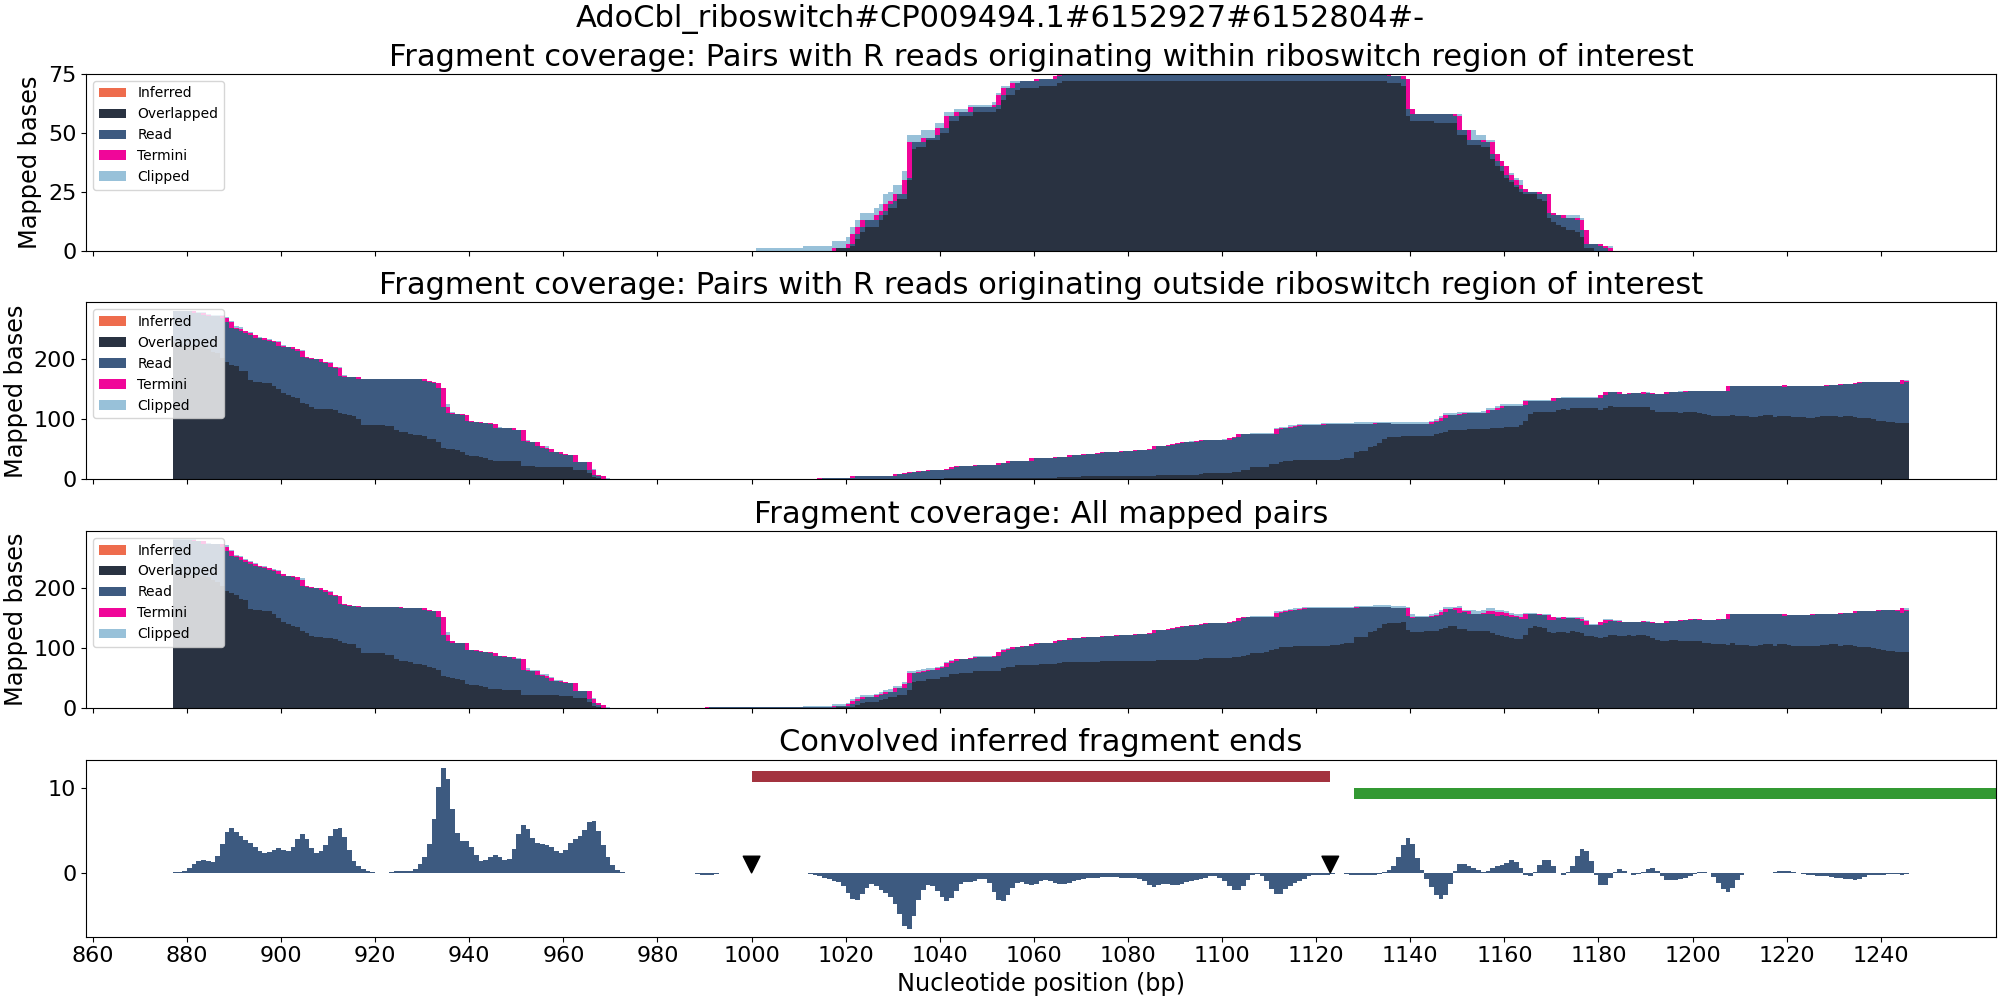 AdoCbl_riboswitch#CP009494.1#6152927#6152804#-
Fragment coverage: Pairs with R reads originating within riboswitch region of interest
Mapped bases
75
50
25
0
Inferred
Overlapped
Read
Termini
Clipped
Fragment coverage: Pairs with R reads originating outside riboswitch region of interest
Mapped bases
200
100
0
Inferred
Overlapped
Read
Termini
Clipped
Fragment coverage: All mapped pairs
Mapped bases
200
100
0
Inferred
Overlapped
Read
Termini
Clipped
Convolved inferred fragment ends
10
0
860 880 900 920 940 960 980 1000 1020 1040 1060 1080 1100 1120 1140 1160 1180 1200 1220 1240
Nucleotide position (bp)